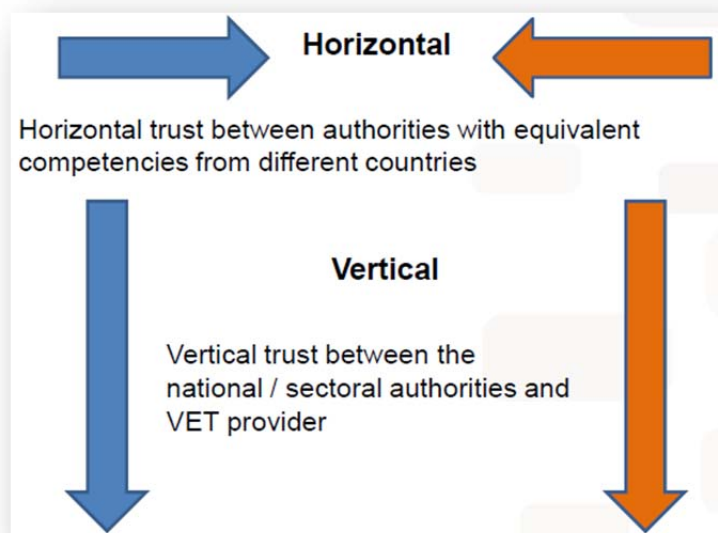 Horizontal
Horizontal trust between authorities with equivalent
competencies from different countries
Vertical
Vertical trust between the
national / sectoral authorities and
VET provider